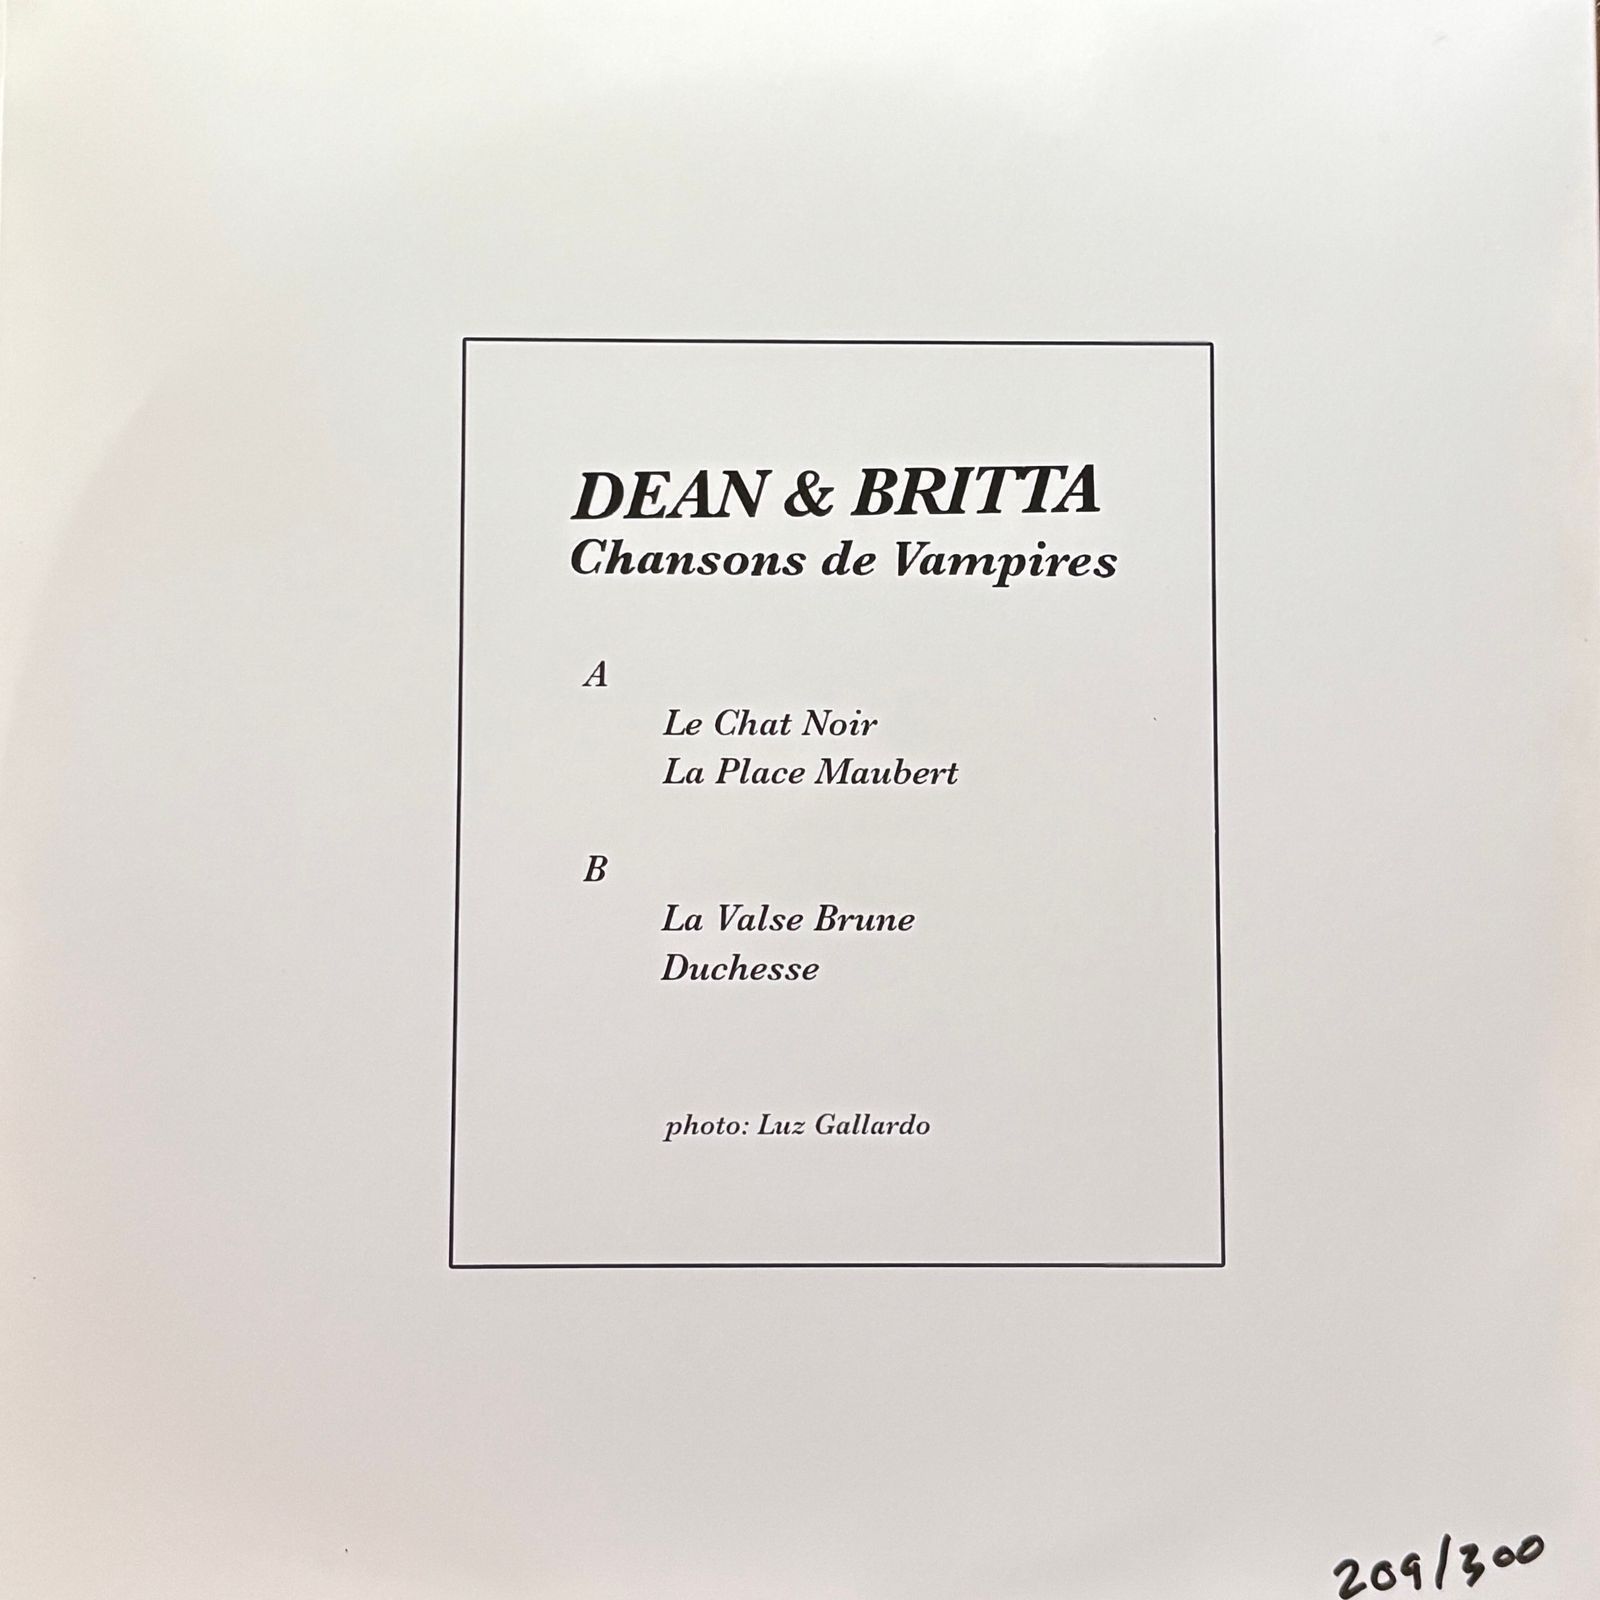 DEAN & BRITTA
Chansons de Vampires
A
Le Chat Noir
La Place Maubert
B
La Valse Brune
Duchesse
photo: Luz Gallardo
209/300